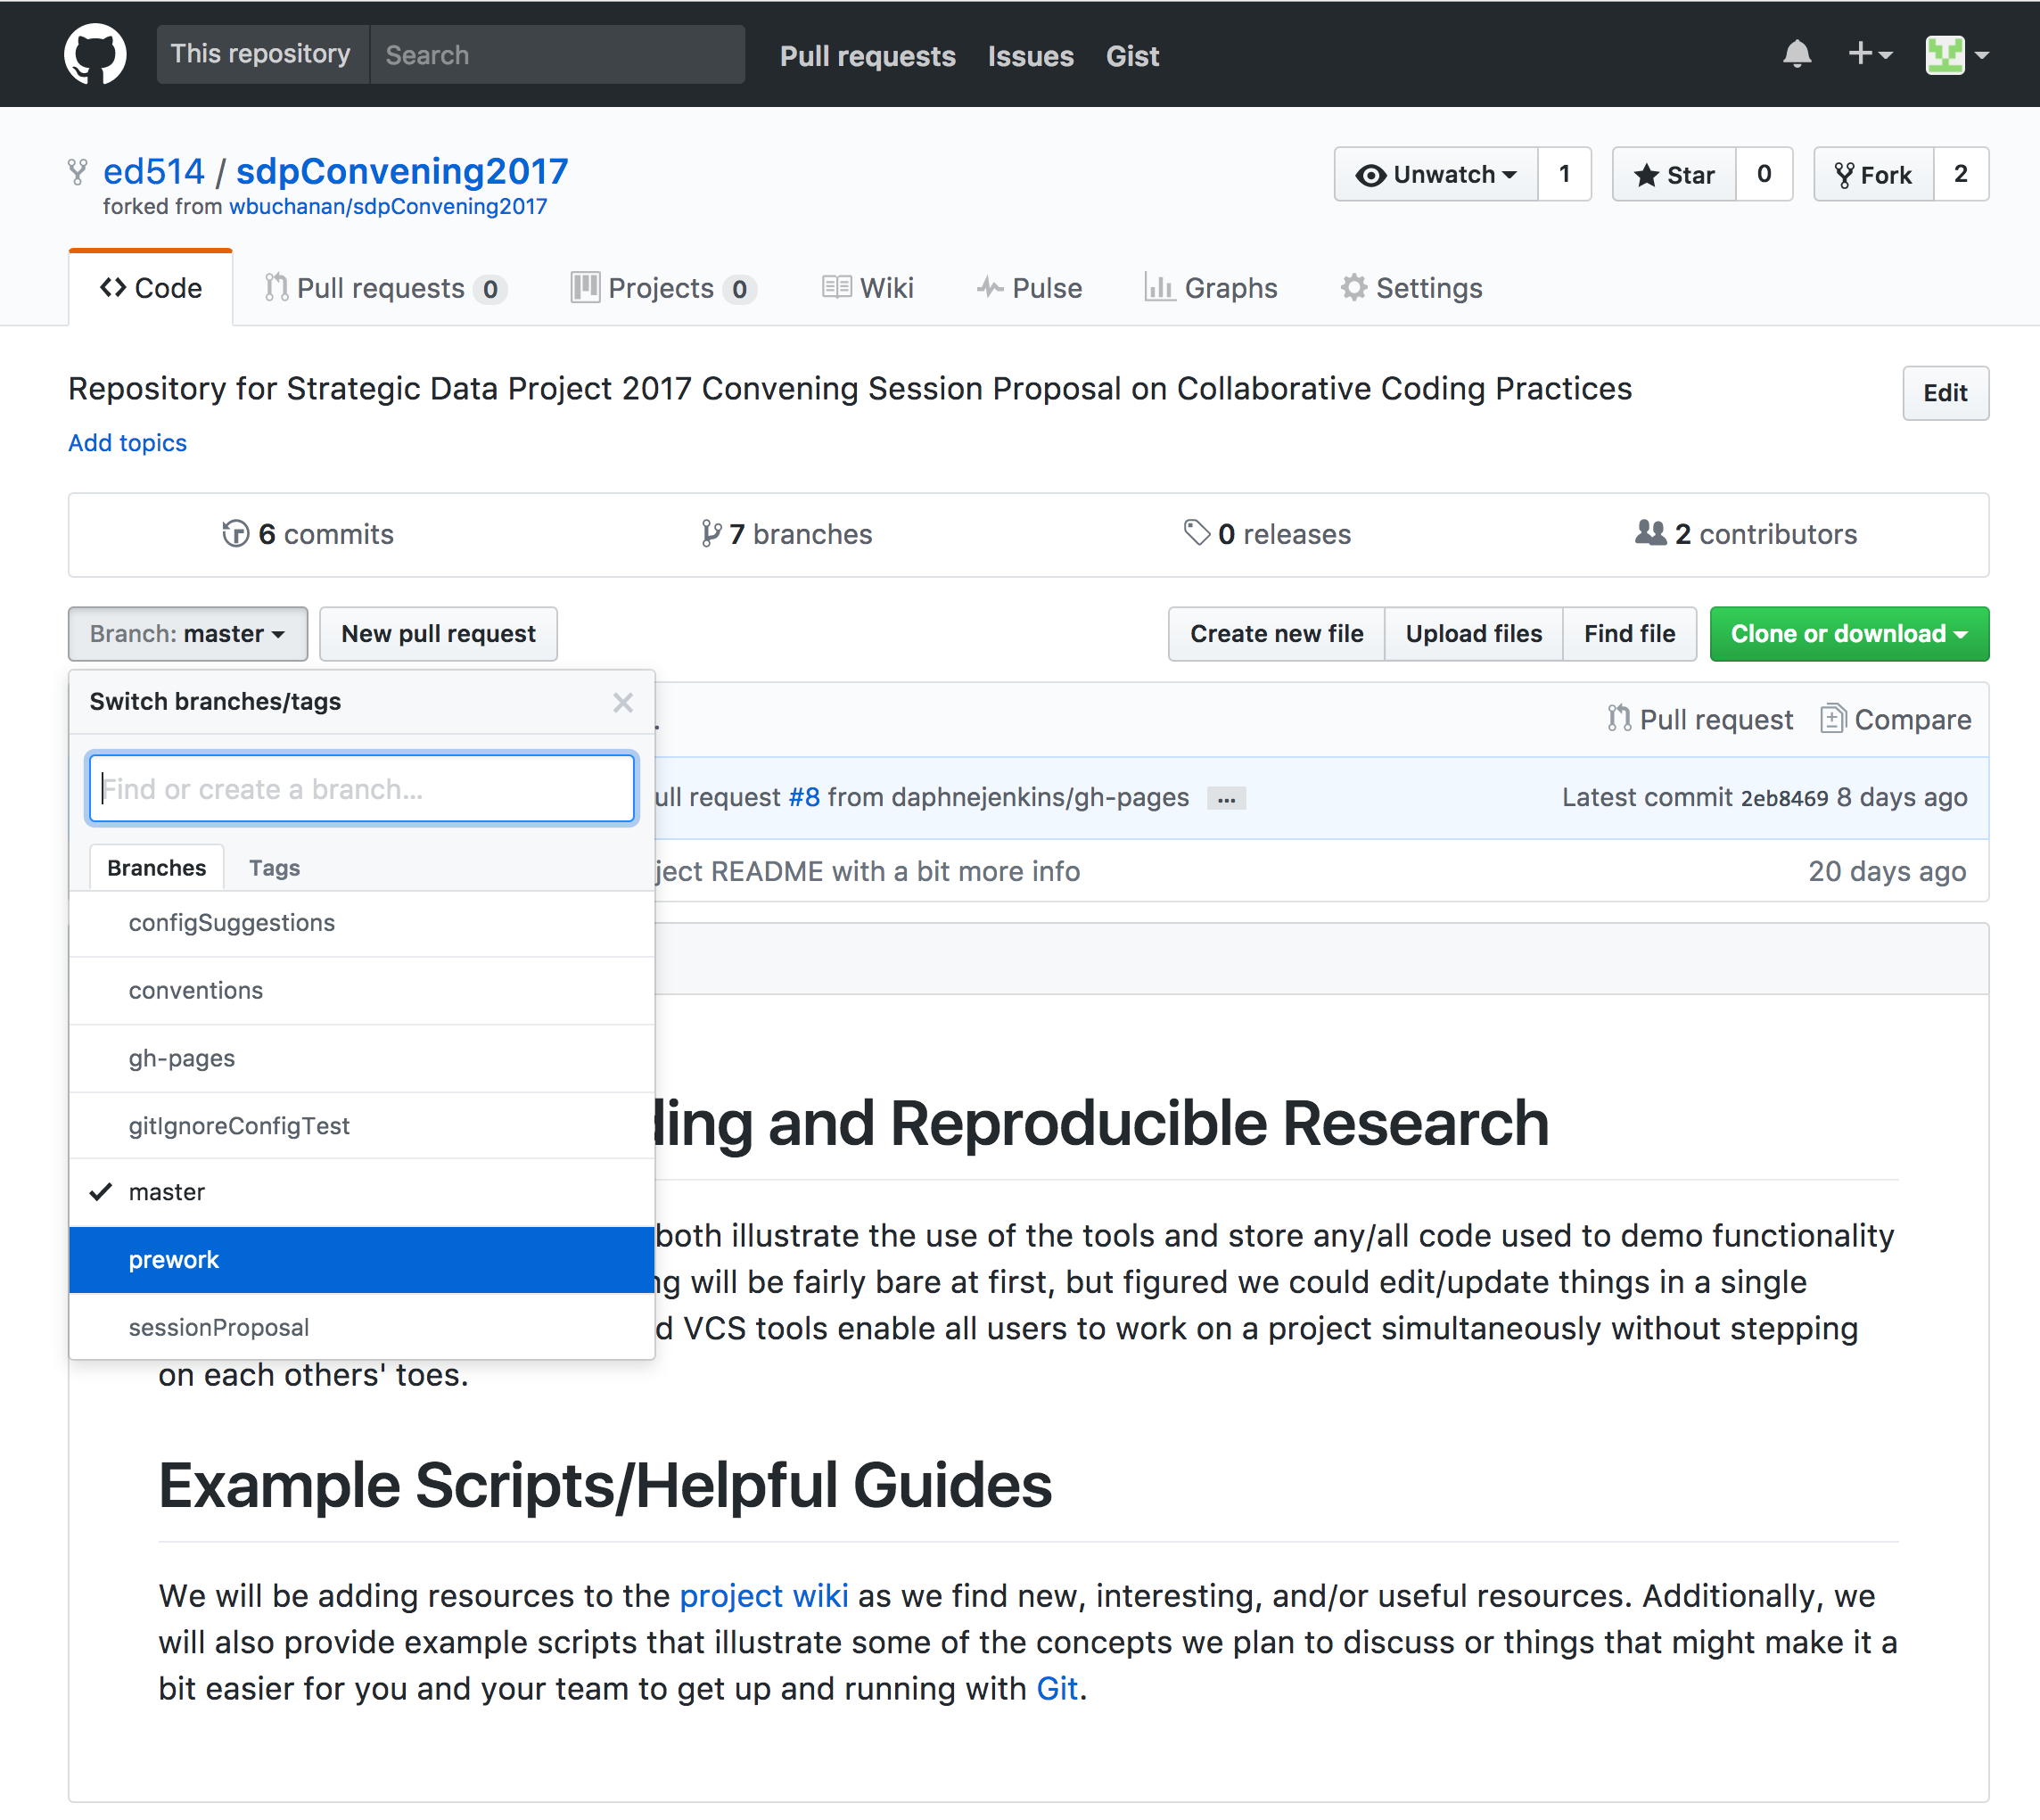 This repository Search Pull requests Issues Gist
ed514 / sdpConvening2017
forked from wbuchanan/sdpConvening2017
Unwatch 1 Star 0 Fork 2
Code Pull requests 0 Projects 0 Wiki Pulse Graphs Settings
Repository for Strategic Data Project 2017 Convening Session Proposal on Collaborative Coding Practices
Edit
Add topics
6 commits 7 branches 0 releases 2 contributors
Branch: master New pull request Create new file Upload files Find file Clone or download
Switch branches/tags
Pull request Compare
Find or create a branch...
ull request #8 from daphnejenkins/gh-pages ... Latest commit 2eb8469 8 days ago
Branches Tags
ject README with a bit more info 20 days ago
configSuggestions
conventions
gh-pages
gitIgnoreConfigTest
master
prework
sessionProposal
ding and Reproducible Research
both illustrate the use of the tools and store any/all code used to demo functionality
ng will be fairly bare at first, but figured we could edit/update things in a single
d VCS tools enable all users to work on a project simultaneously without stepping
on each others' toes.
Example Scripts/Helpful Guides
We will be adding resources to the project wiki as we find new, interesting, and/or useful resources. Additionally, we
will also provide example scripts that illustrate some of the concepts we plan to discuss or things that might make it a
bit easier for you and your team to get up and running with Git.